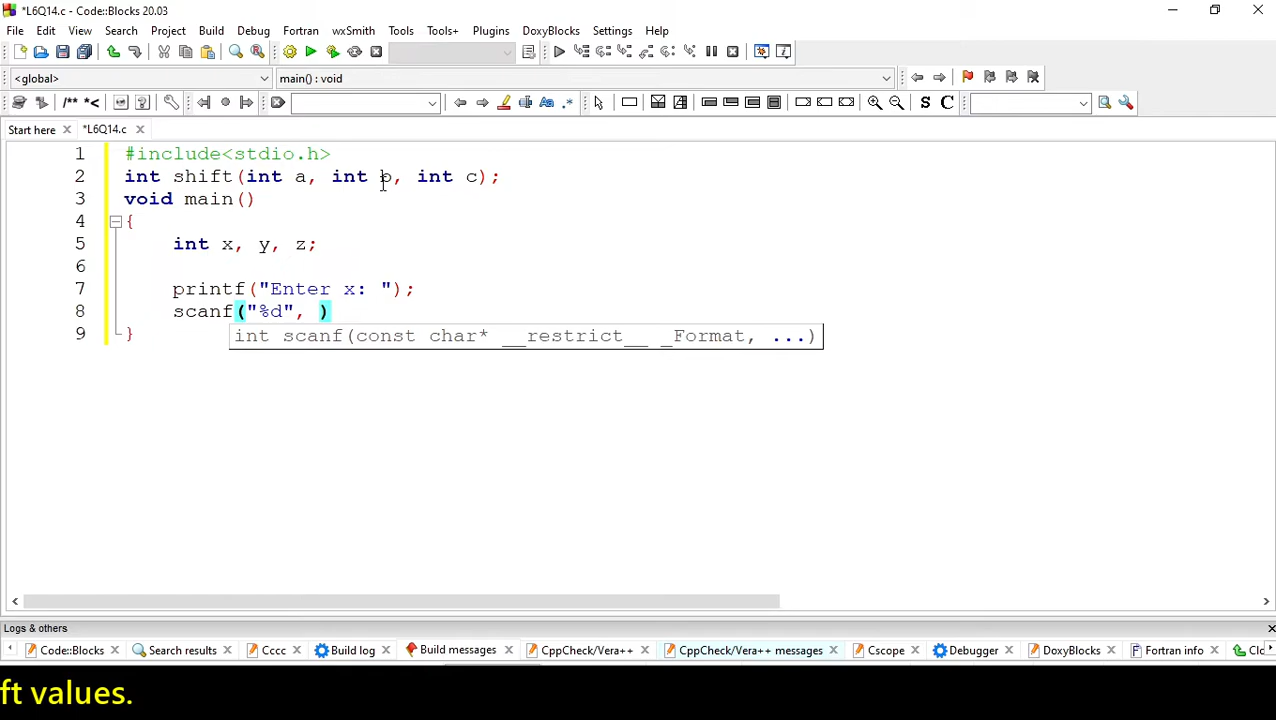 *L6Q14.c - Code::Blocks 20.03
File Edit View Search Project Build Debug Fortran wxSmith Tools Tools+ Plugins DoxyBlocks Settings Help
<global> main() : void
/** *< S C
Start here *L6Q14.c
1 #include<stdio.h>
2 int shift(int a, int b, int c);
3 void main()
4 {
5 int x, y, z;
6
7 printf("Enter x: ");
8 scanf("%d", )
int scanf(const char* __restrict__ _Format, ...)
9 }
Logs & others
Code::Blocks Search results Cccc Build log Build messages CppCheck/Vera++ CppCheck/Vera++ messages Cscope Debugger DoxyBlocks Fortran info Clo
ft values.